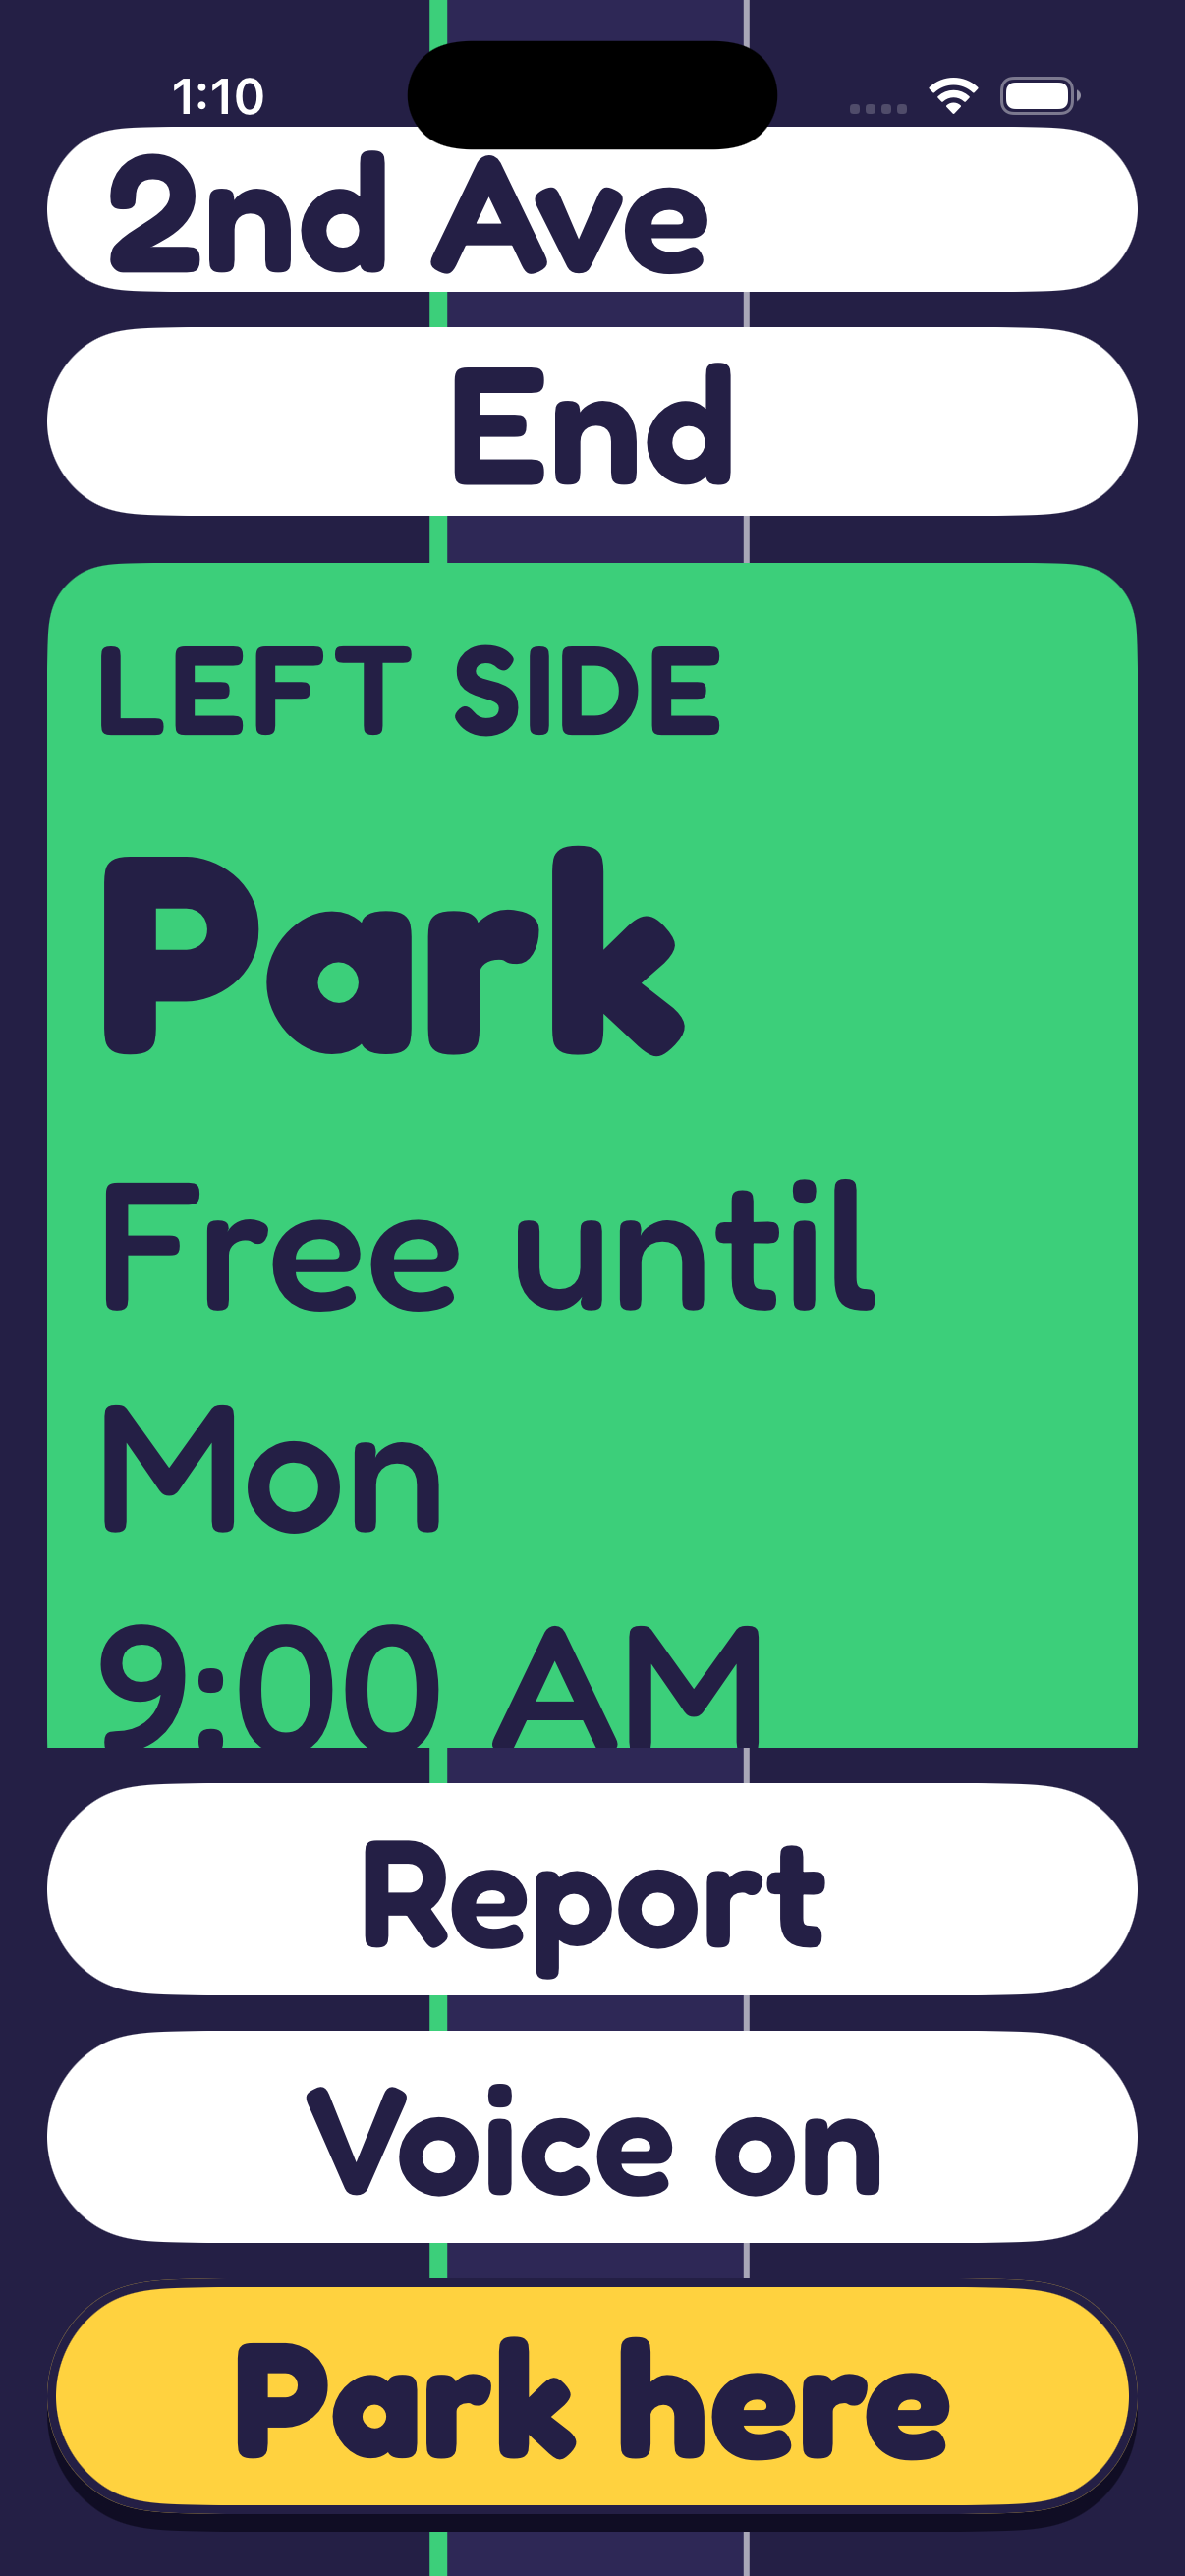 1:10
2nd Ave
End
LEFT SIDE
Park
Free until
Mon
9:00 AM
Report
Voice on
Park here